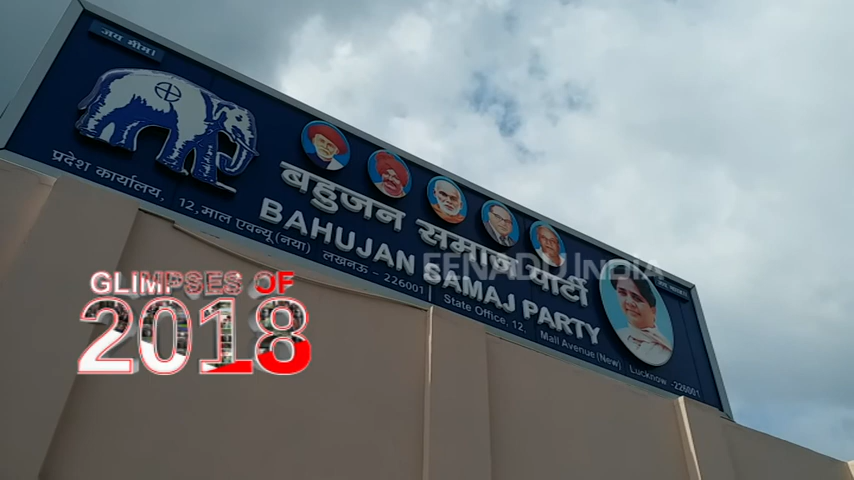 जय भीम।
बहुजन समाज पार्टी
BAHUJAN SAMAJ PARTY
प्रदेश कार्यालय, 12, माल एवन्यू (नया) लखनऊ - 226001
State Office, 12, Mall Avenue (New) Lucknow - 226001
EENADU INDIA
GLIMPSES OF
2018